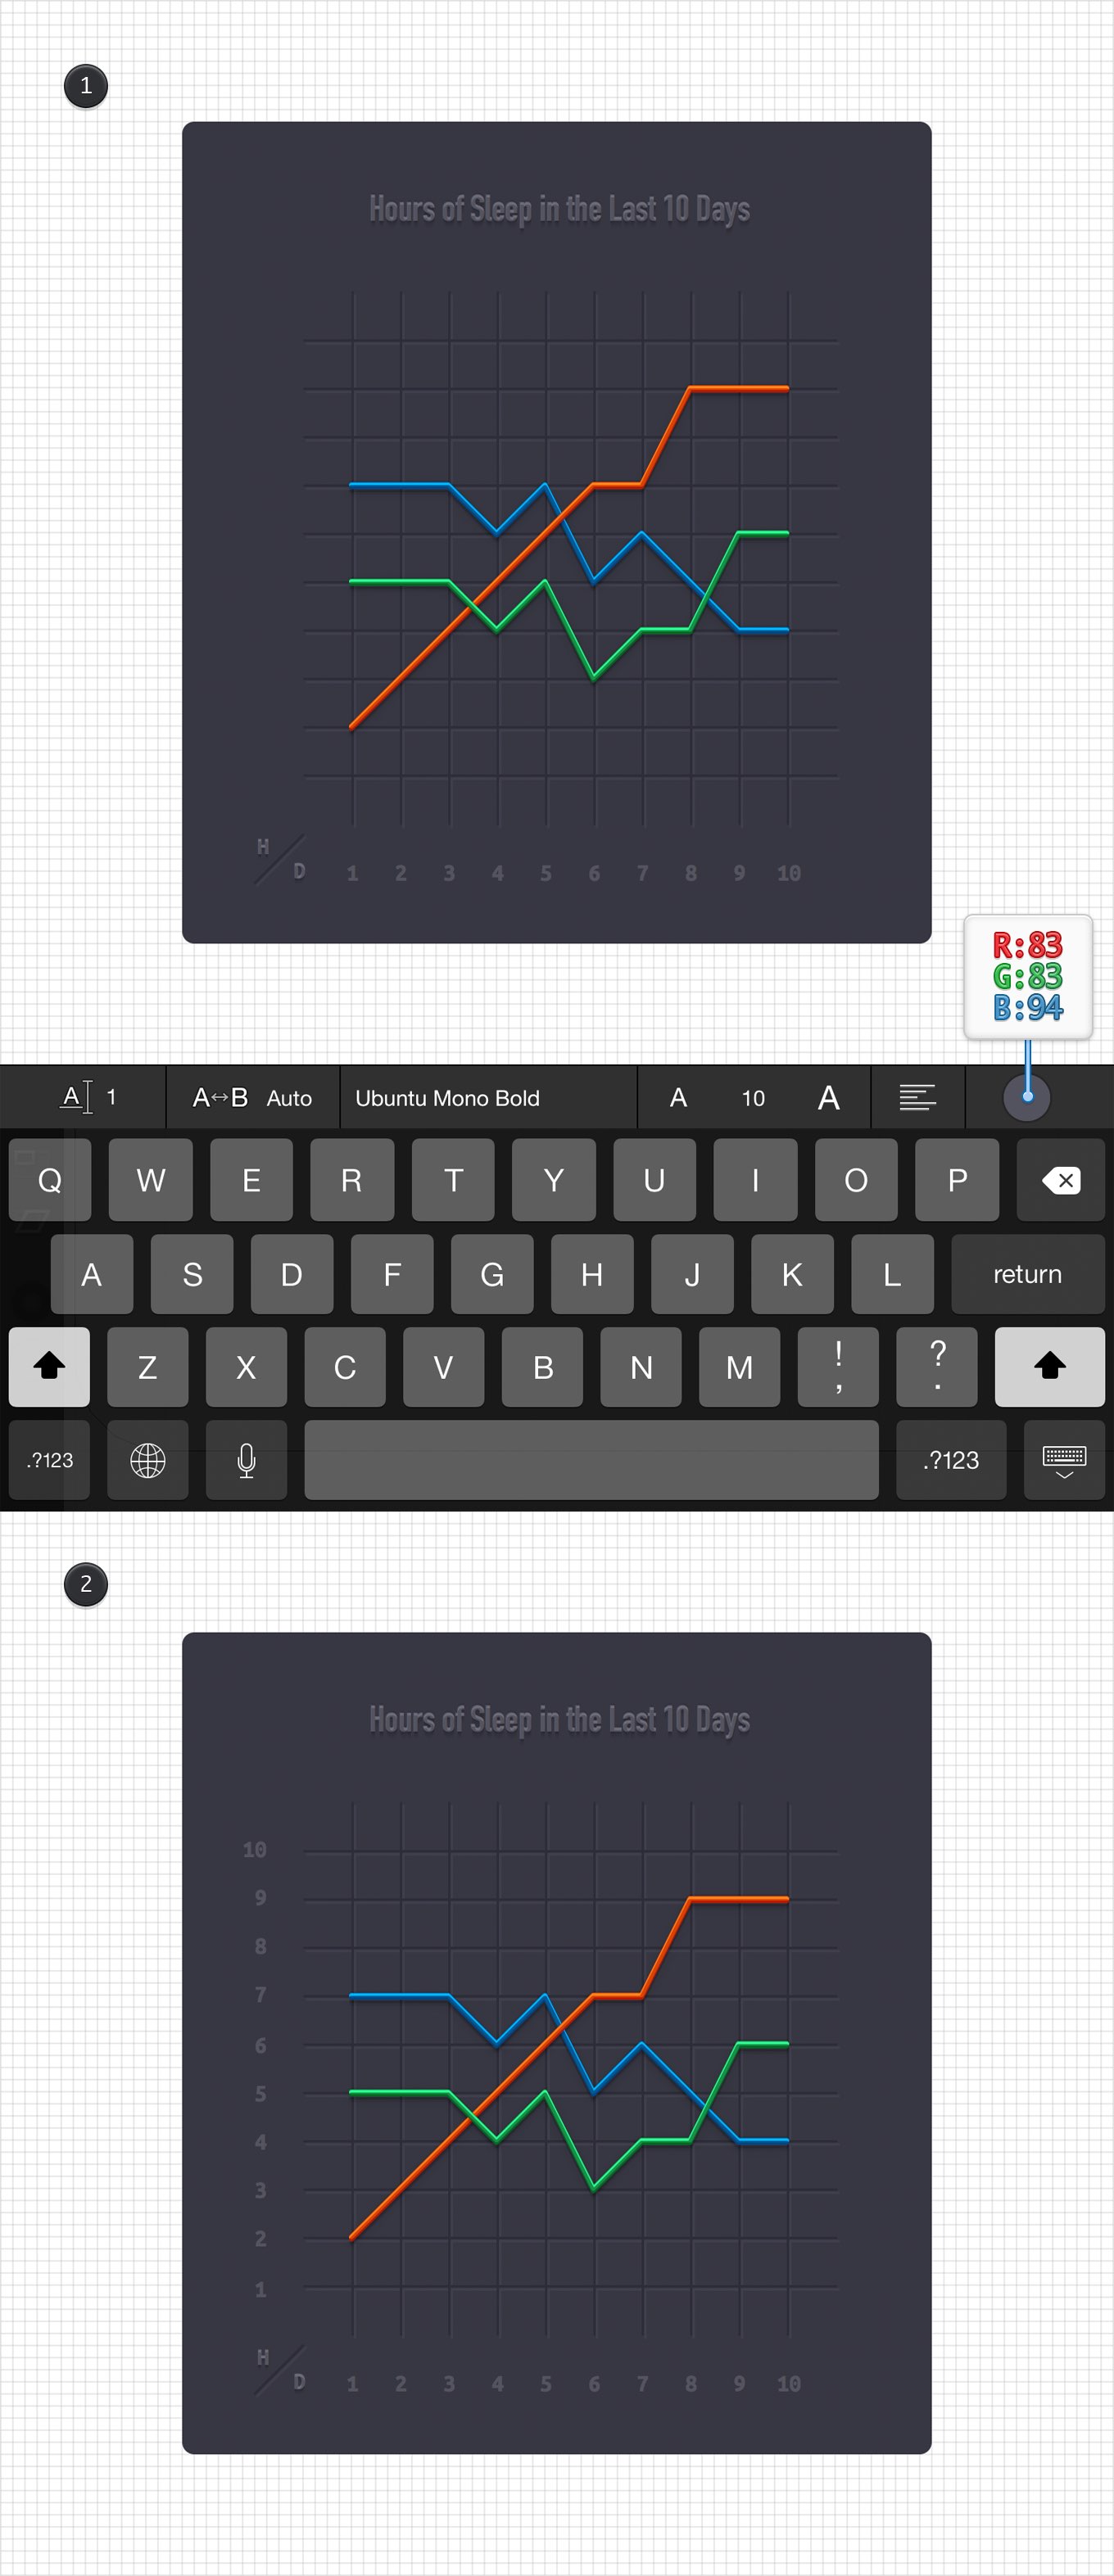 1
Hours of Sleep in the Last 10 Days
H
D 1 2 3 4 5 6 7 8 9 10
R:83
G:83
B:94
A 1 A↔B Auto Ubuntu Mono Bold A 10 A
Q W E R T Y U I O P
A S D F G H J K L return
Z X C V B N M ! , ? .
.?123 .?123
2
Hours of Sleep in the Last 10 Days
10
9
8
7
6
5
4
3
2
1
H
D 1 2 3 4 5 6 7 8 9 10